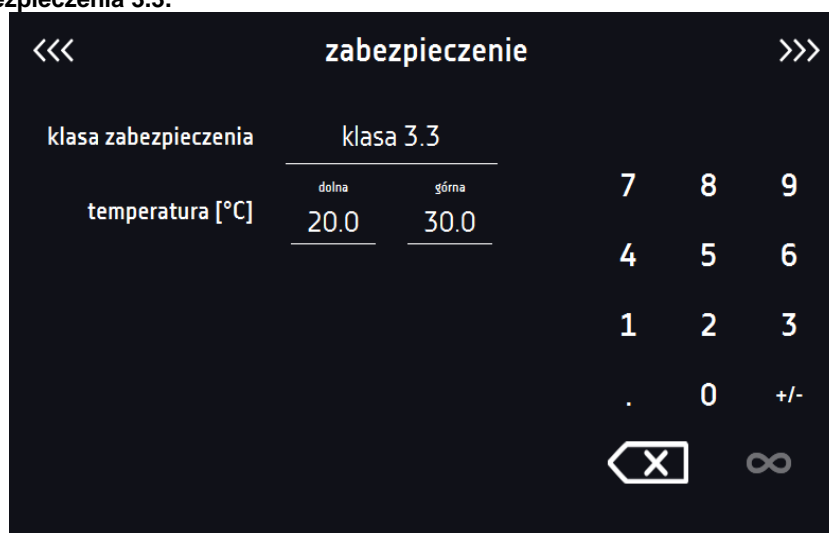 zpieczenia 3.3.
<<< zabezpieczenie >>>
klasa zabezpieczenia klasa 3.3
dolna górna
temperatura [°C] 20.0 30.0
7 8 9
4 5 6
1 2 3
. 0 +/-
X ∞